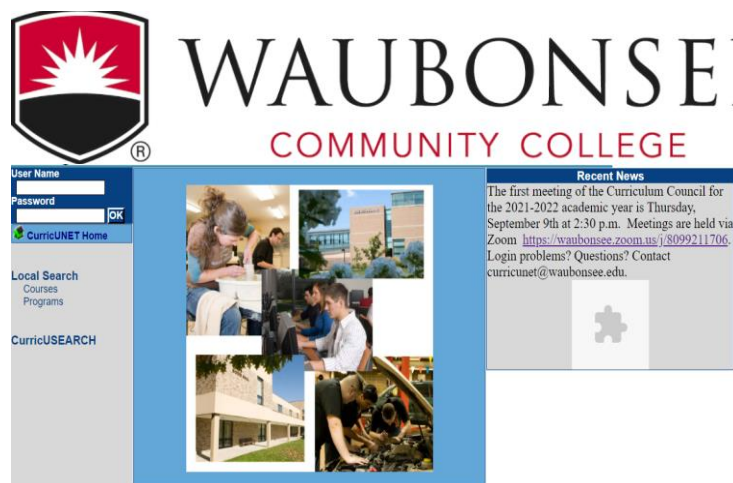 WAUBONSEE
COMMUNITY COLLEGE
®
User Name
Password
OK
CurricUNET Home
Local Search
Courses
Programs
CurricUSEARCH
Recent News
The first meeting of the Curriculum Council for
the 2021-2022 academic year is Thursday,
September 9th at 2:30 p.m. Meetings are held via
Zoom https://waubonsee.zoom.us/j/8099211706.
Login problems? Questions? Contact
curricunet@waubonsee.edu.